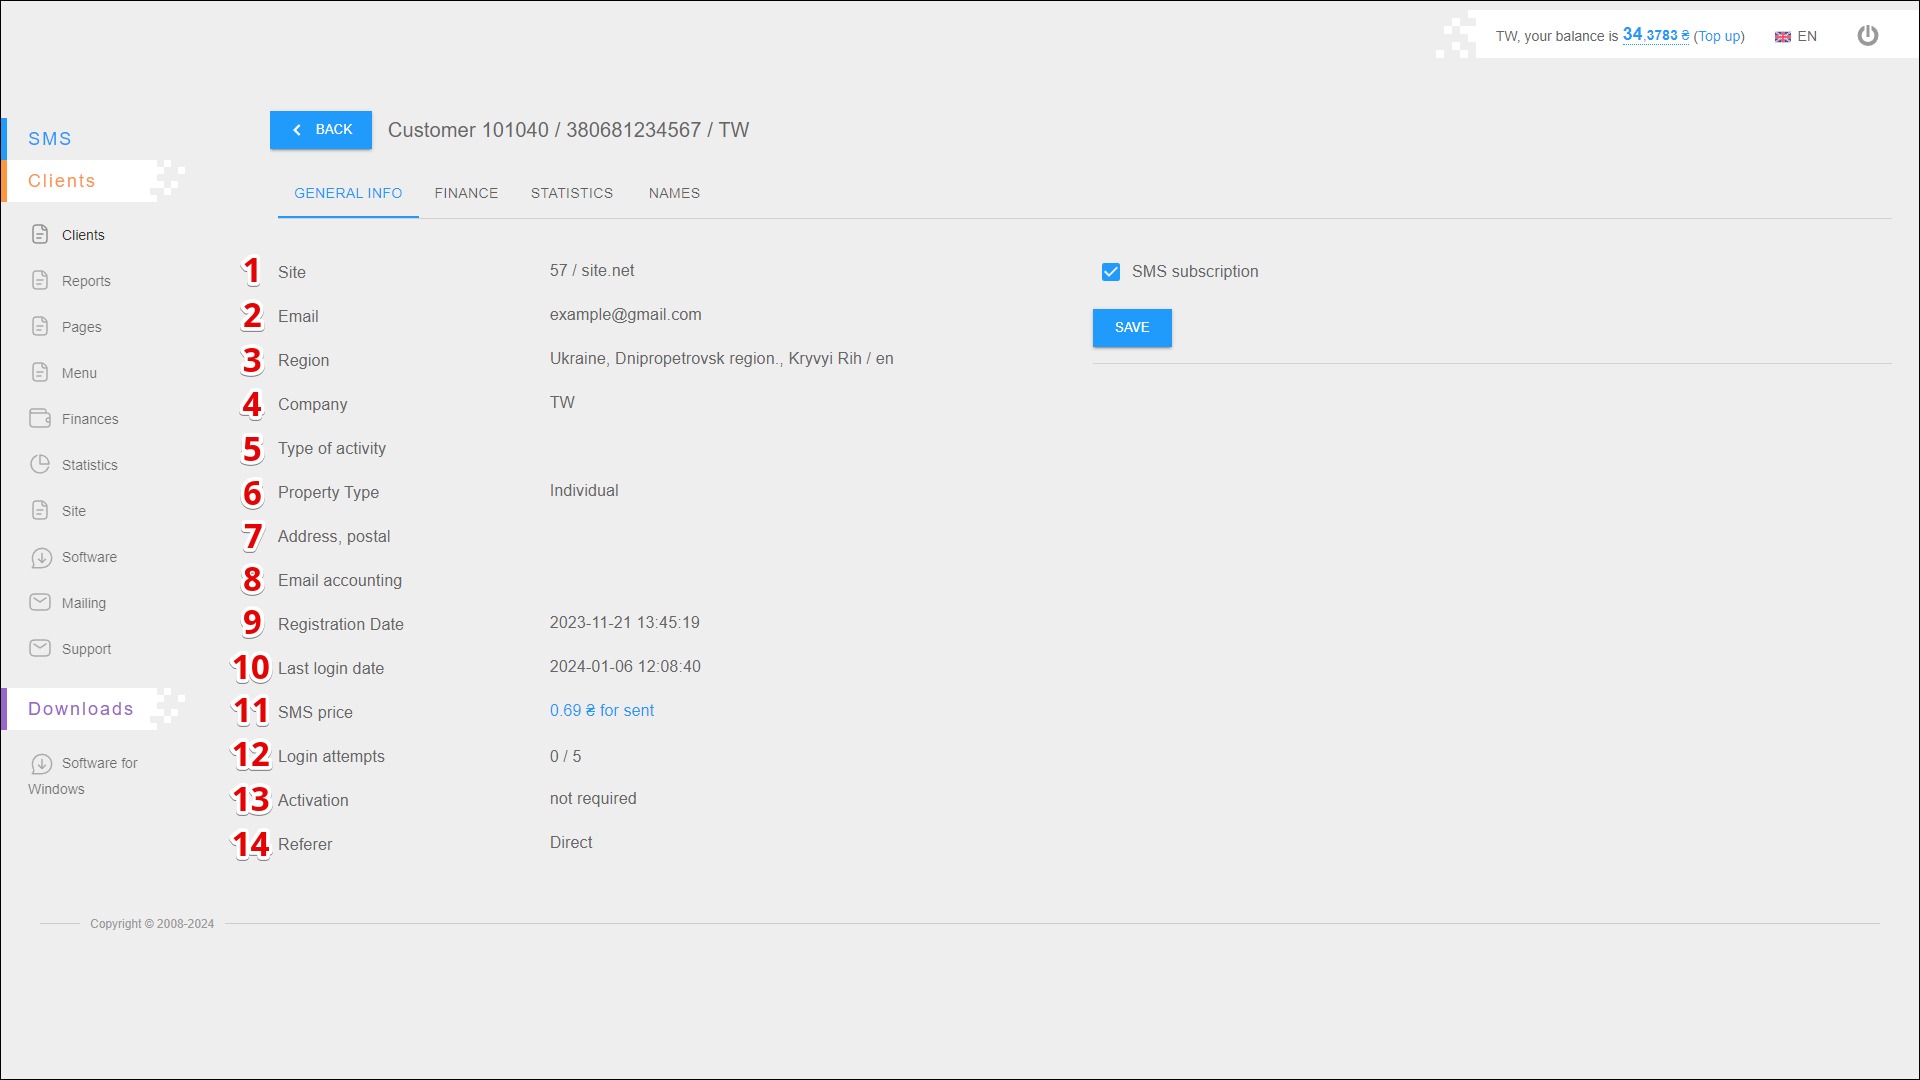 TW, your balance is 34,3783 ₴ (Top up) EN
SMS
Clients
Clients
Reports
Pages
Menu
Finances
Statistics
Site
Software
Mailing
Support
Downloads
Software for
Windows
BACK Customer 101040 / 380681234567 / TW
GENERAL INFO FINANCE STATISTICS NAMES
1 Site 57 / site.net
2 Email example@gmail.com
3 Region Ukraine, Dnipropetrovsk region., Kryvyi Rih / en
4 Company TW
5 Type of activity
6 Property Type Individual
7 Address, postal
8 Email accounting
9 Registration Date 2023-11-21 13:45:19
10 Last login date 2024-01-06 12:08:40
11 SMS price 0.69 ₴ for sent
12 Login attempts 0 / 5
13 Activation not required
14 Referer Direct
SMS subscription
SAVE
Copyright © 2008-2024